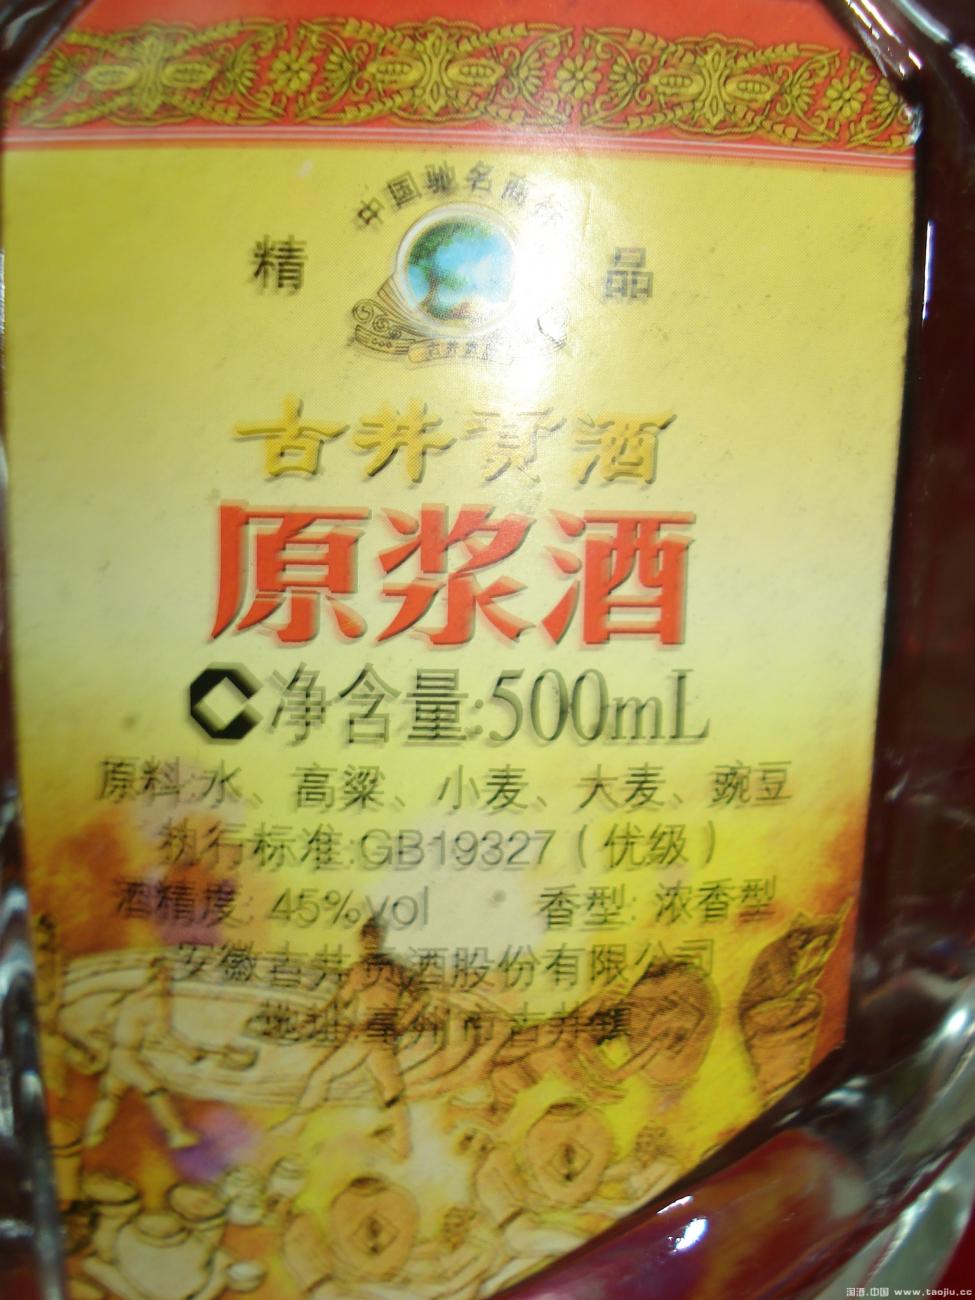 中国驰名商标
精 品
古井贡酒
原浆酒
净含量:500mL
原料:水、高粱、小麦、大麦、豌豆
执行标准:GB19327（优级）
酒精度: 45%vol 香型: 浓香型
安徽古井贡酒股份有限公司
地址:亳州市古井镇
淘酒.中国 www.taojiu.cc